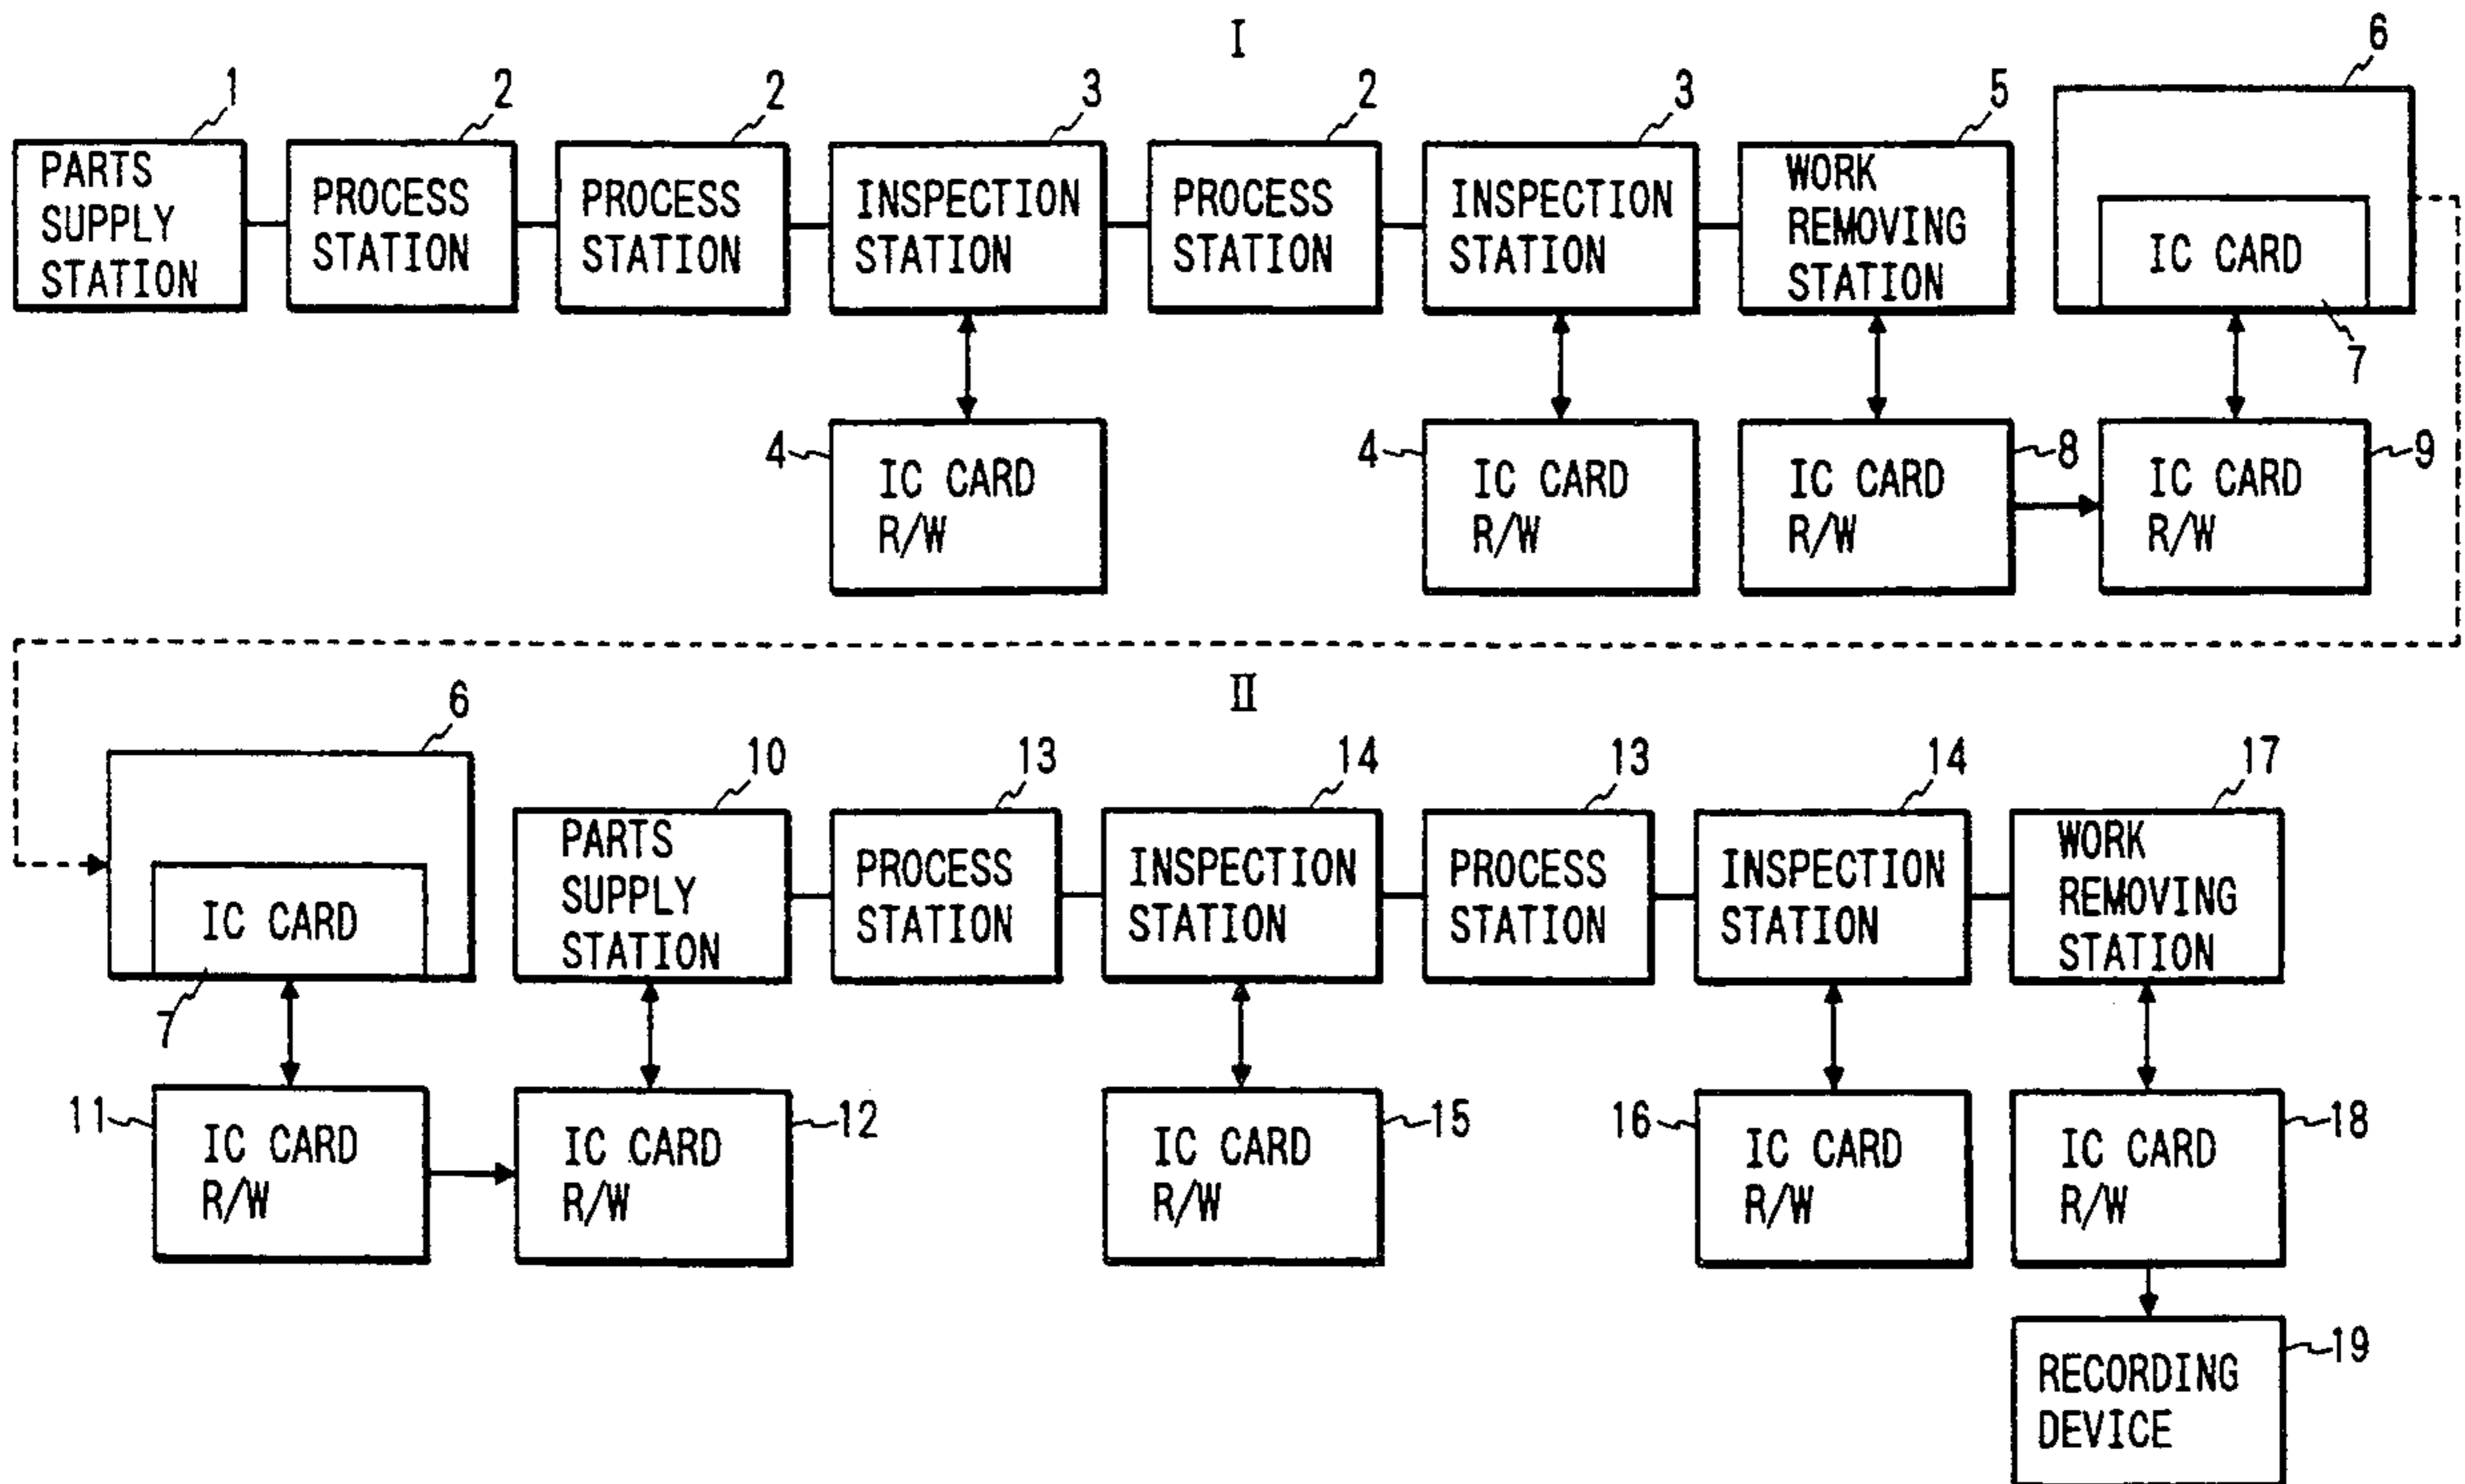 I
1
2
2
3
2
3
5
6
PARTS
SUPPLY
STATION
PROCESS
STATION
PROCESS
STATION
INSPECTION
STATION
PROCESS
STATION
INSPECTION
STATION
WORK
REMOVING
STATION
IC CARD
7
4
IC CARD
R/W
4
IC CARD
R/W
IC CARD
R/W
8
IC CARD
R/W
9
II
6
10
13
14
13
14
17
IC CARD
7
PARTS
SUPPLY
STATION
PROCESS
STATION
INSPECTION
STATION
PROCESS
STATION
INSPECTION
STATION
WORK
REMOVING
STATION
11
IC CARD
R/W
IC CARD
R/W
12
IC CARD
R/W
15
16
IC CARD
R/W
IC CARD
R/W
18
RECORDING
DEVICE
19